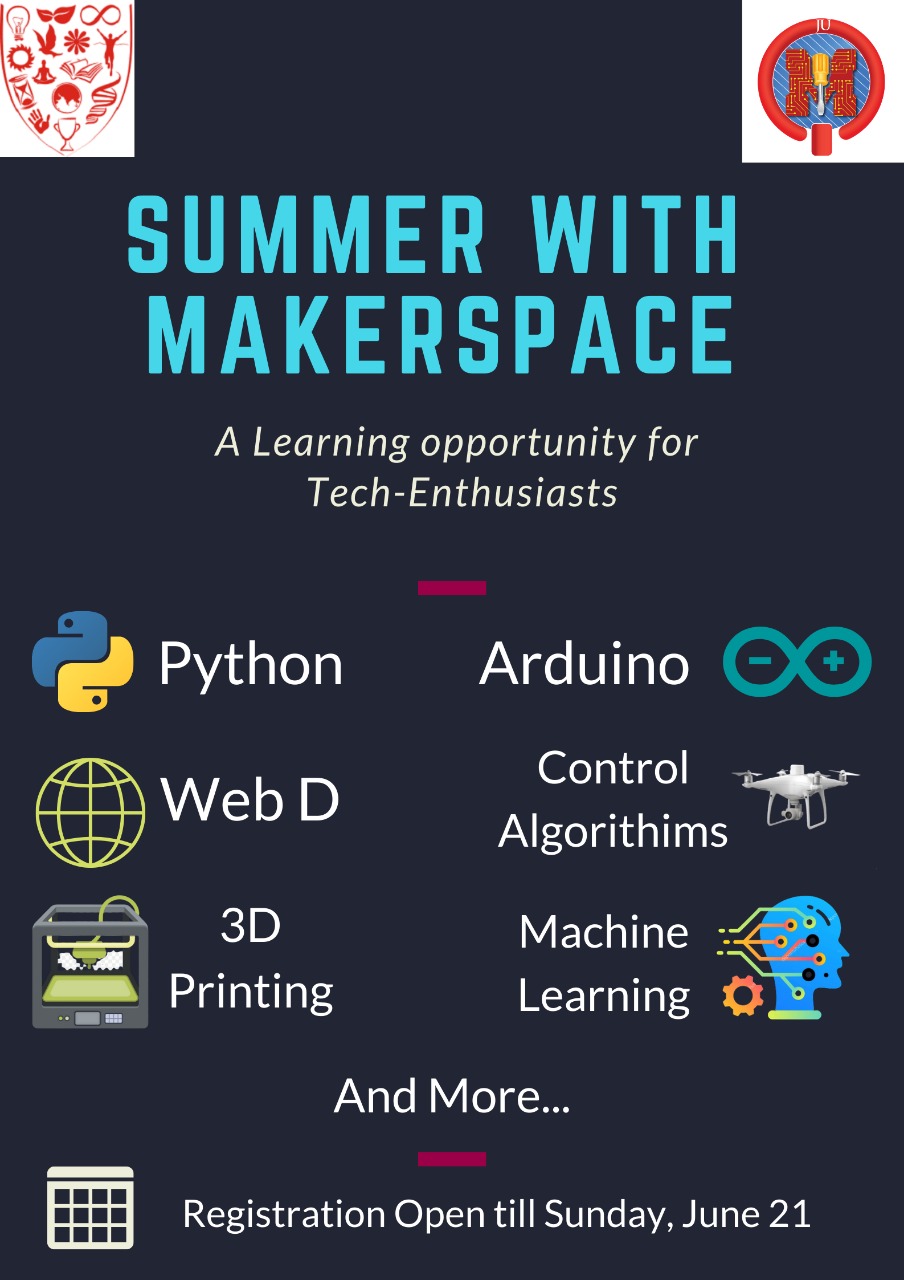 JU
SUMMER WITH
MAKERSPACE
A Learning opportunity for
Tech-Enthusiasts
Python
Arduino
Web D
Control
Algorithims
3D
Printing
Machine
Learning
And More...
Registration Open till Sunday, June 21